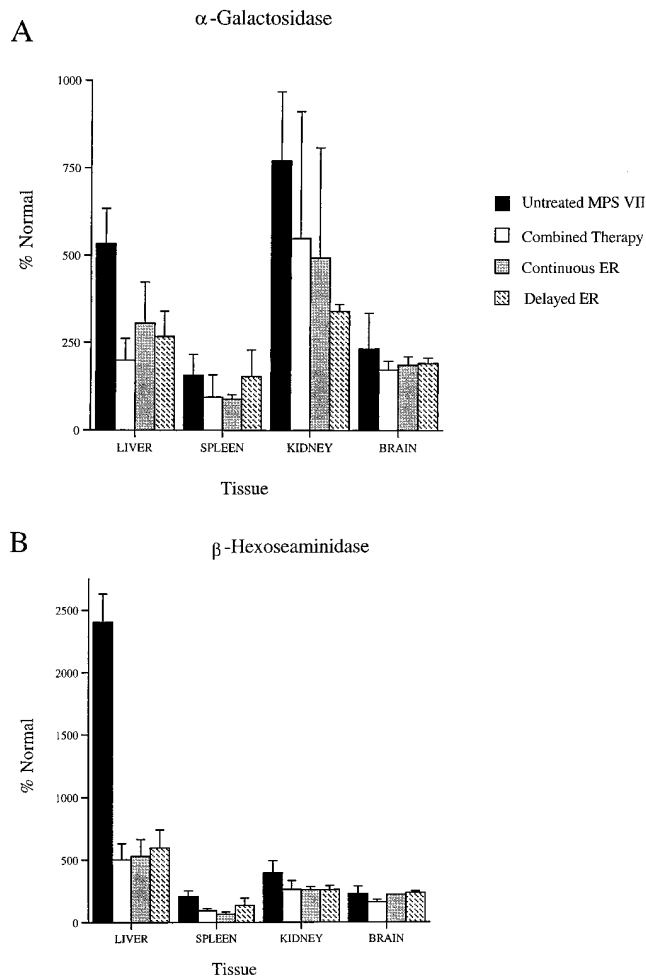 A
α-Galactosidase
1000
750
500
250
0
% Normal
LIVER SPLEEN KIDNEY BRAIN
Tissue
Untreated MPS VII
Combined Therapy
Continuous ER
Delayed ER
B
β-Hexoseaminidase
2500
2000
1500
1000
500
0
% Normal
LIVER SPLEEN KIDNEY BRAIN
Tissue